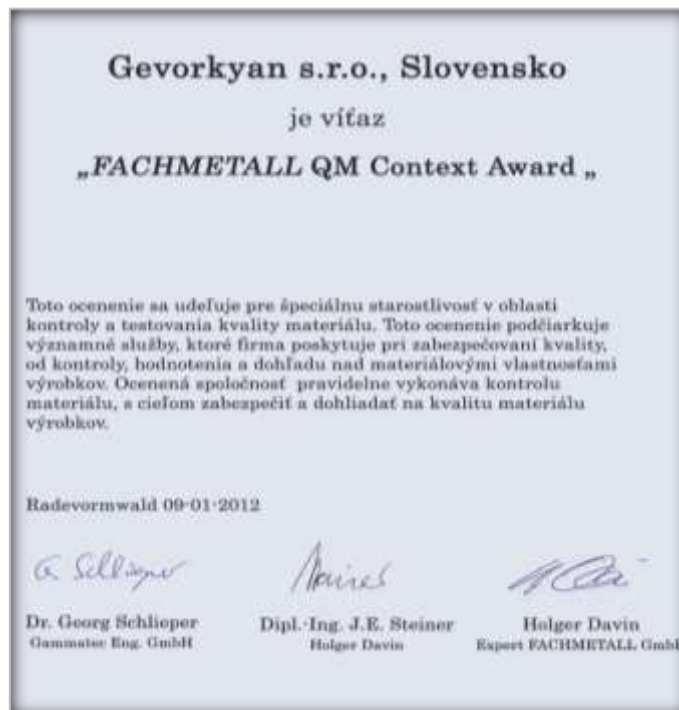 Gevorkyan s.r.o., Slovensko
je víťaz
„FACHMETALL QM Context Award „
Toto ocenenie sa udeľuje pre špeciálnu starostlivosť v oblasti
kontroly a testovania kvality materiálu. Toto ocenenie podčiarkuje
významné služby, ktoré firma poskytuje pri zabezpečovaní kvality,
od kontroly, hodnotenia a dohľadu nad materiálovými vlastnosťami
výrobkov. Ocenená spoločnosť pravidelne vykonáva kontrolu
materiálu, s cieľom zabezpečiť a dohliadať na kvalitu materiálu
výrobkov.
Radevormwald 09-01-2012
G. Schlieper
Dr. Georg Schlieper Dipl.-Ing. J.E. Steiner Holger Davin
Gammatec Eng. GmbH Holger Davin Expert FACHMETALL GmbH